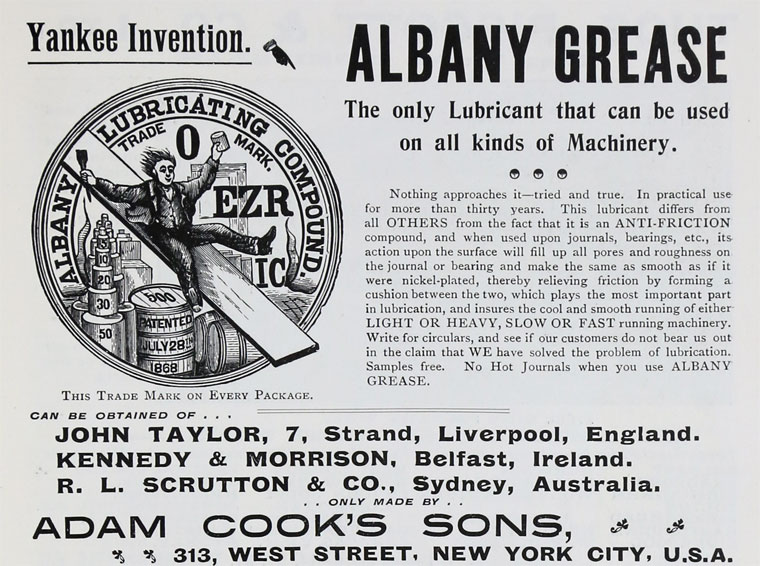 Yankee Invention.
ALBANY GREASE
The only Lubricant that can be used
on all kinds of Machinery.
ALBANY LUBRICATING COMPOUND.
TRADE MARK.
O
EZR
IC
5
10
20
30
50
500
PATENTED
JULY 28TH
1868
THIS TRADE MARK ON EVERY PACKAGE.
Nothing approaches it—tried and true. In practical use
for more than thirty years. This lubricant differs from
all OTHERS from the fact that it is an ANTI-FRICTION
compound, and when used upon journals, bearings, etc., its
action upon the surface will fill up all pores and roughness on
the journal or bearing and make the same as smooth as if it
were nickel-plated, thereby relieving friction by forming a
cushion between the two, which plays the most important part
in lubrication, and insures the cool and smooth running of either
LIGHT OR HEAVY, SLOW OR FAST running machinery.
Write for circulars, and see if our customers do not bear us out
in the claim that WE have solved the problem of lubrication.
Samples free. No Hot Journals when you use ALBANY
GREASE.
CAN BE OBTAINED OF . . .
JOHN TAYLOR, 7, Strand, Liverpool, England.
KENNEDY & MORRISON, Belfast, Ireland.
R. L. SCRUTTON & CO., Sydney, Australia.
. . ONLY MADE BY . .
ADAM COOK'S SONS,
313, WEST STREET, NEW YORK CITY, U.S.A.